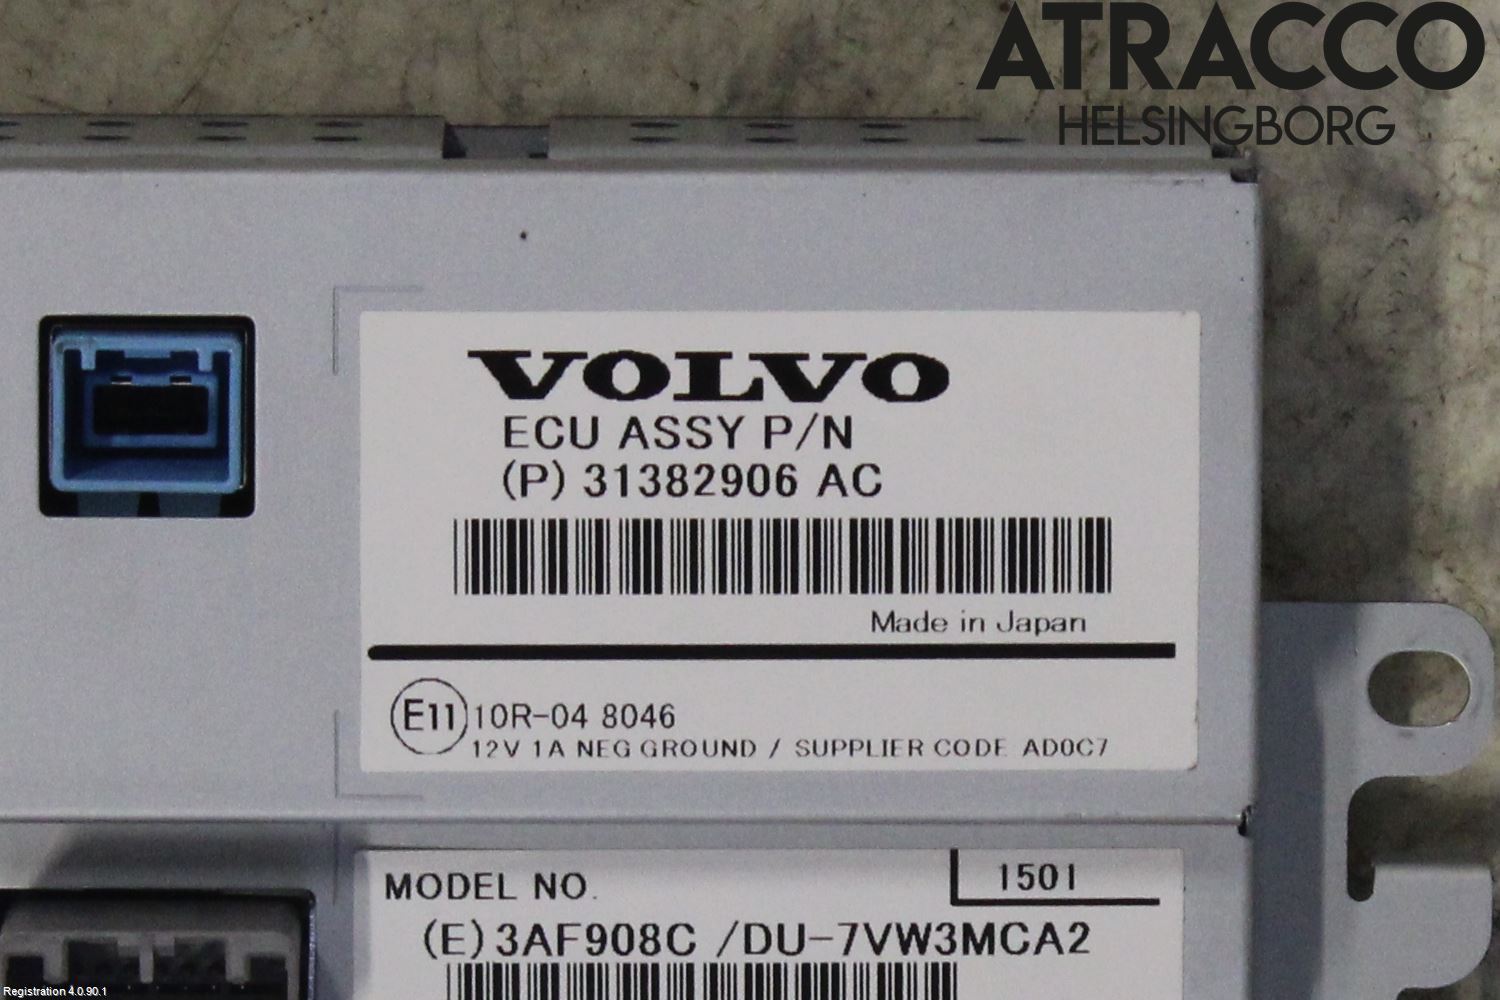 ATRACCO
HELSINGBORG
VOLVO
ECU ASSY P/N
(P) 31382906 AC
Made in Japan
E11 10R-04 8046
12V 1A NEG GROUND / SUPPLIER CODE AD0C7
MODEL NO.
1501
(E)3AF908C /DU-7VW3MCA2
Registration 4.0.90.1